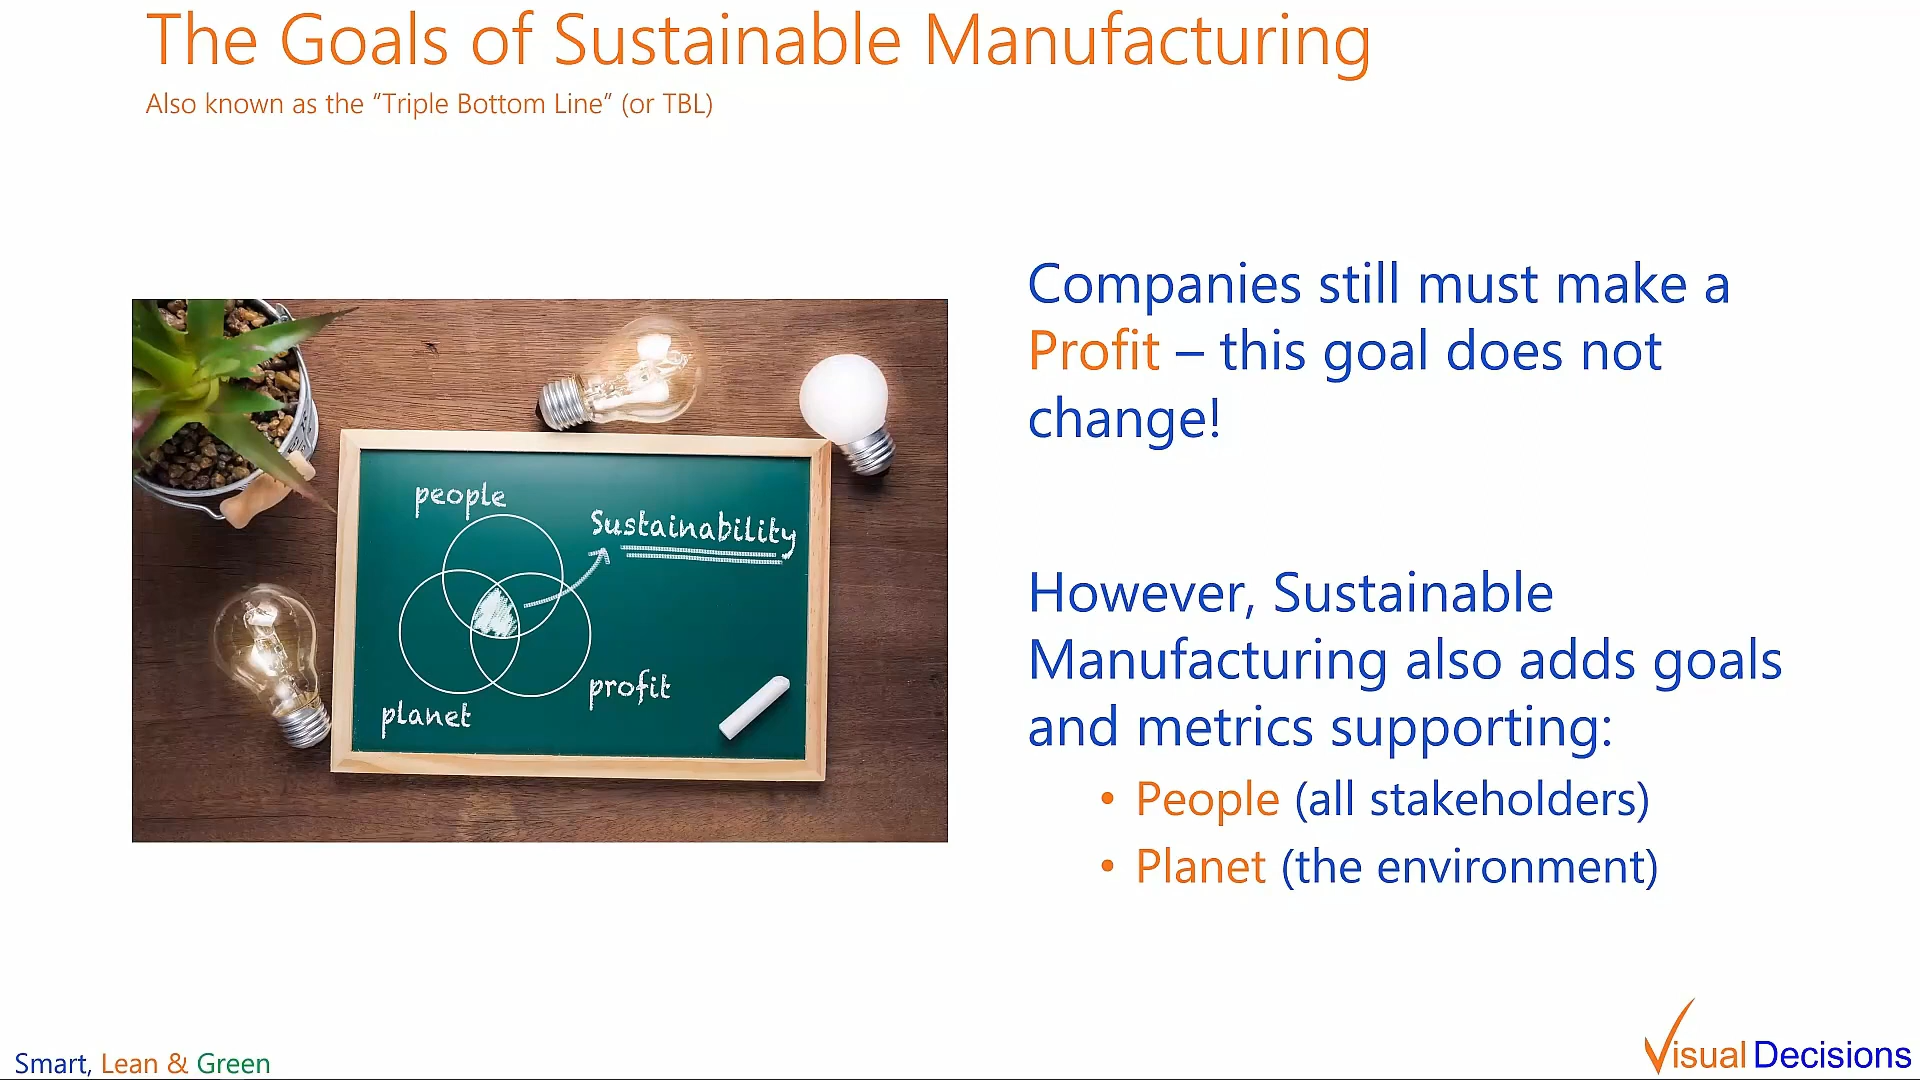 The Goals of Sustainable Manufacturing
Also known as the “Triple Bottom Line” (or TBL)
people
Sustainability
profit
planet
Companies still must make a
Profit – this goal does not
change!
However, Sustainable
Manufacturing also adds goals
and metrics supporting:
• People (all stakeholders)
• Planet (the environment)
Smart, Lean & Green
Visual Decisions